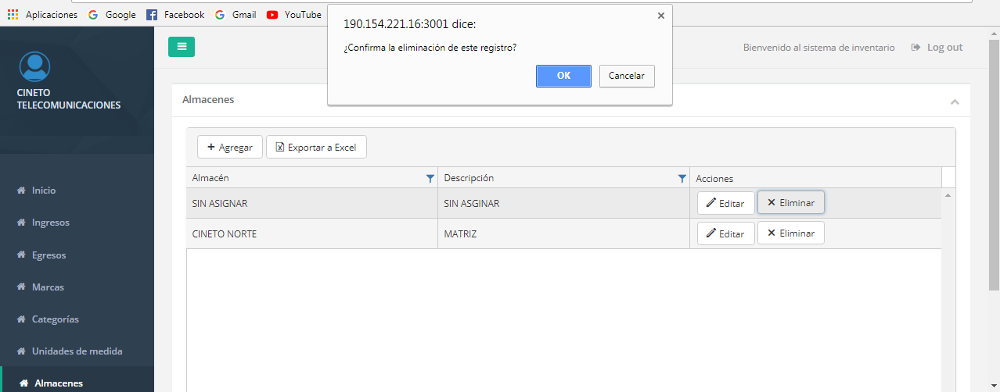 Aplicaciones Google Facebook Gmail YouTube
190.154.221.16:3001 dice:
¿Confirma la eliminación de este registro?
OK Cancelar
Bienvenido al sistema de inventario Log out
CINETO
TELECOMUNICACIONES
Almacenes
Agregar Exportar a Excel
Almacén Descripción Acciones
SIN ASIGNAR SIN ASGINAR Editar Eliminar
CINETO NORTE MATRIZ Editar Eliminar
Inicio
Ingresos
Egresos
Marcas
Categorías
Unidades de medida
Almacenes